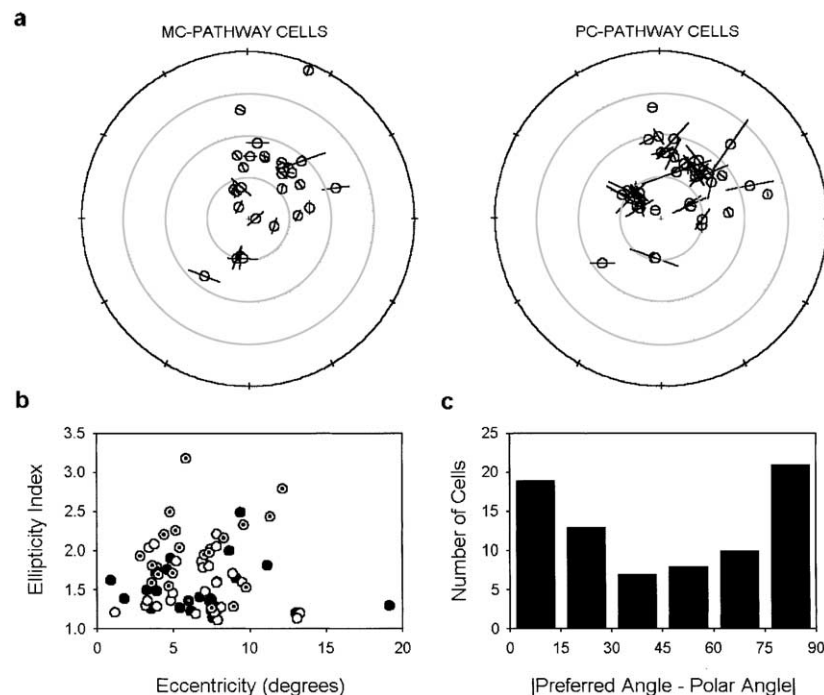 a
MC-PATHWAY CELLS
PC-PATHWAY CELLS
b
c
3.5
3.0
2.5
2.0
1.5
1.0
Ellipticity Index
0
5
10
15
20
Eccentricity (degrees)
25
20
15
10
5
0
Number of Cells
0
15
30
45
60
75
90
|Preferred Angle - Polar Angle|